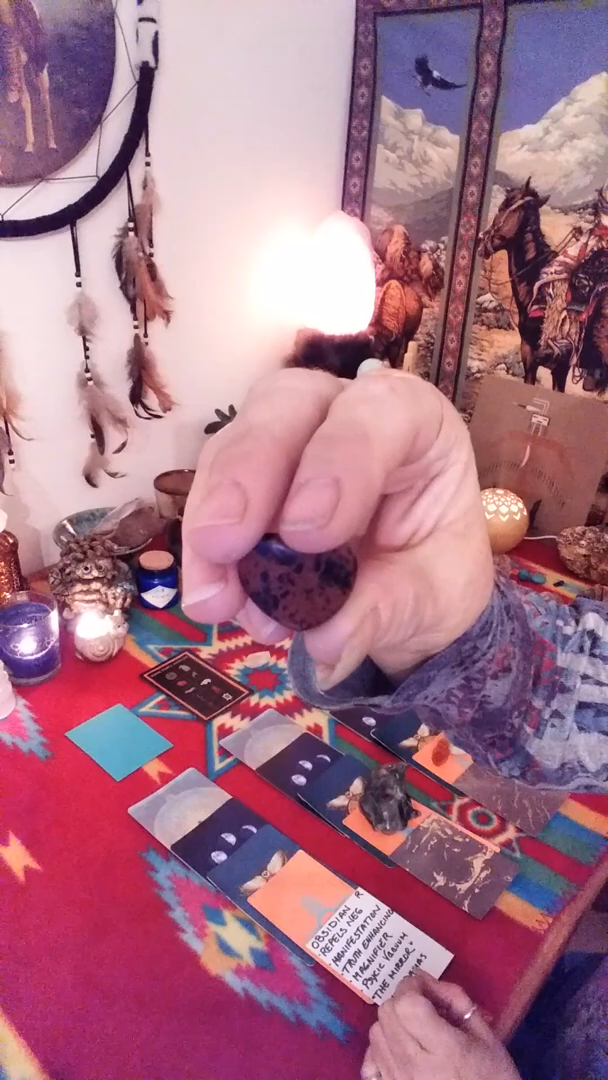 OBSIDIAN R
REPELS NEG
• MANIFESTATION
• TRUTH ENHANCING
• MAGNIFIER
• PSYCIC VACUUM
"THE MIRROR"